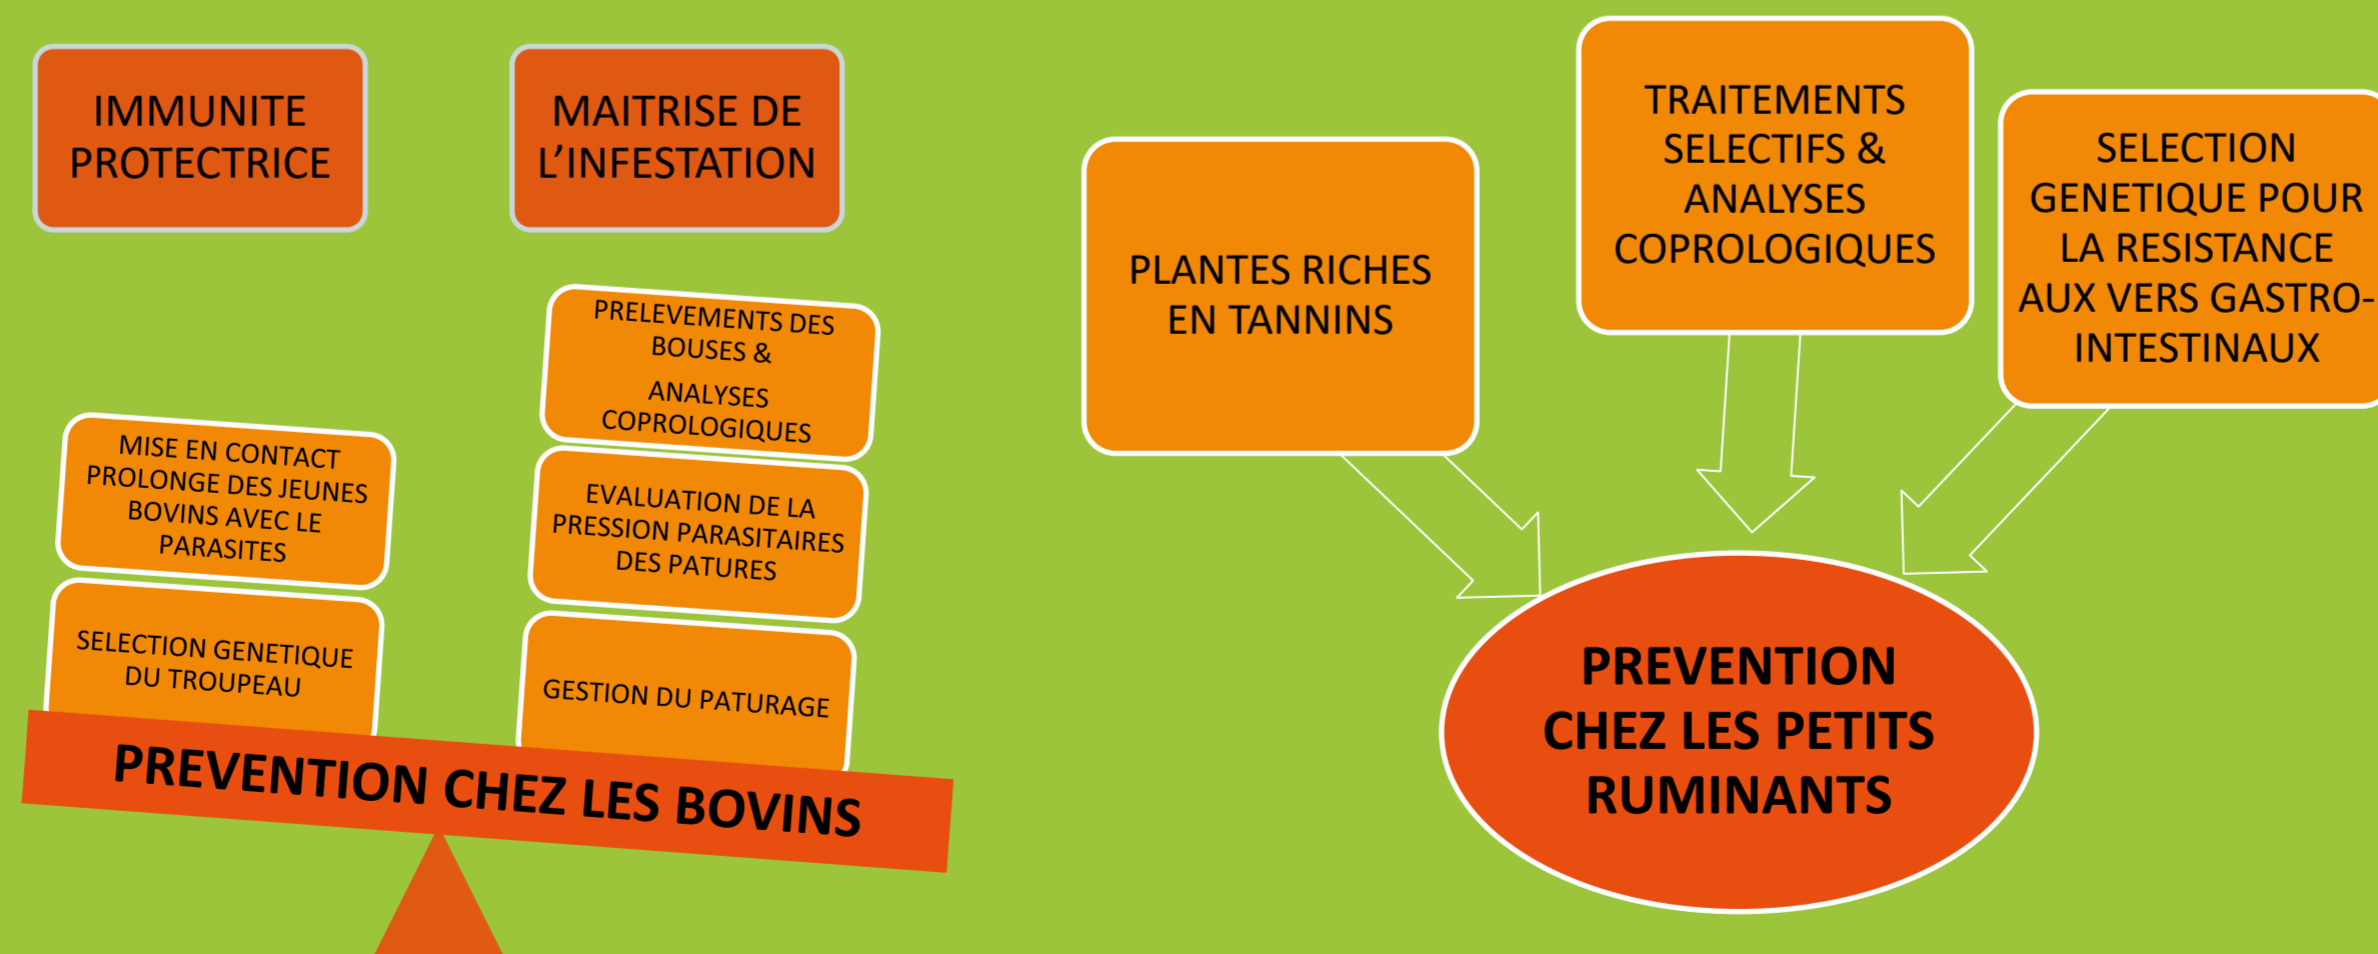 IMMUNITE
PROTECTRICE
MAITRISE DE
L’INFESTATION
PRELEVEMENTS DES
BOUSES &
ANALYSES
COPROLOGIQUES
MISE EN CONTACT
PROLONGE DES JEUNES
BOVINS AVEC LE
PARASITES
EVALUATION DE LA
PRESSION PARASITAIRES
DES PATURES
SELECTION GENETIQUE
DU TROUPEAU
GESTION DU PATURAGE
PREVENTION CHEZ LES BOVINS
PLANTES RICHES
EN TANNINS
TRAITEMENTS
SELECTIFS &
ANALYSES
COPROLOGIQUES
SELECTION
GENETIQUE POUR
LA RESISTANCE
AUX VERS GASTRO-
INTESTINAUX
PREVENTION
CHEZ LES PETITS
RUMINANTS